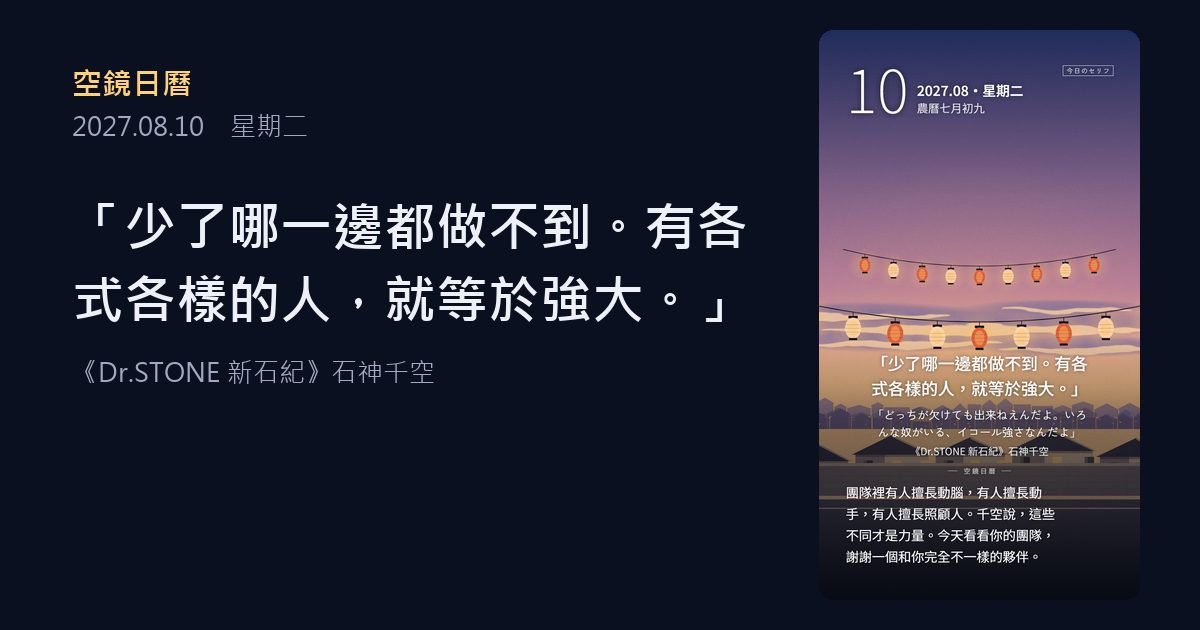 空鏡日曆
2027.08.10　星期二
「少了哪一邊都做不到。有各
式各樣的人，就等於強大。」
《Dr.STONE 新石紀》石神千空
今日のセリフ
10
2027.08・星期二
農曆七月初九
「少了哪一邊都做不到。有各
式各樣的人，就等於強大。」
「どっちが欠けても出来ねえんだよ。いろ
んな奴がいる、イコール強さなんだよ」
《Dr.STONE 新石紀》石神千空
— 空鏡日曆 —
團隊裡有人擅長動腦，有人擅長動
手，有人擅長照顧人。千空說，這些
不同才是力量。今天看看你的團隊，
謝謝一個和你完全不一樣的夥伴。